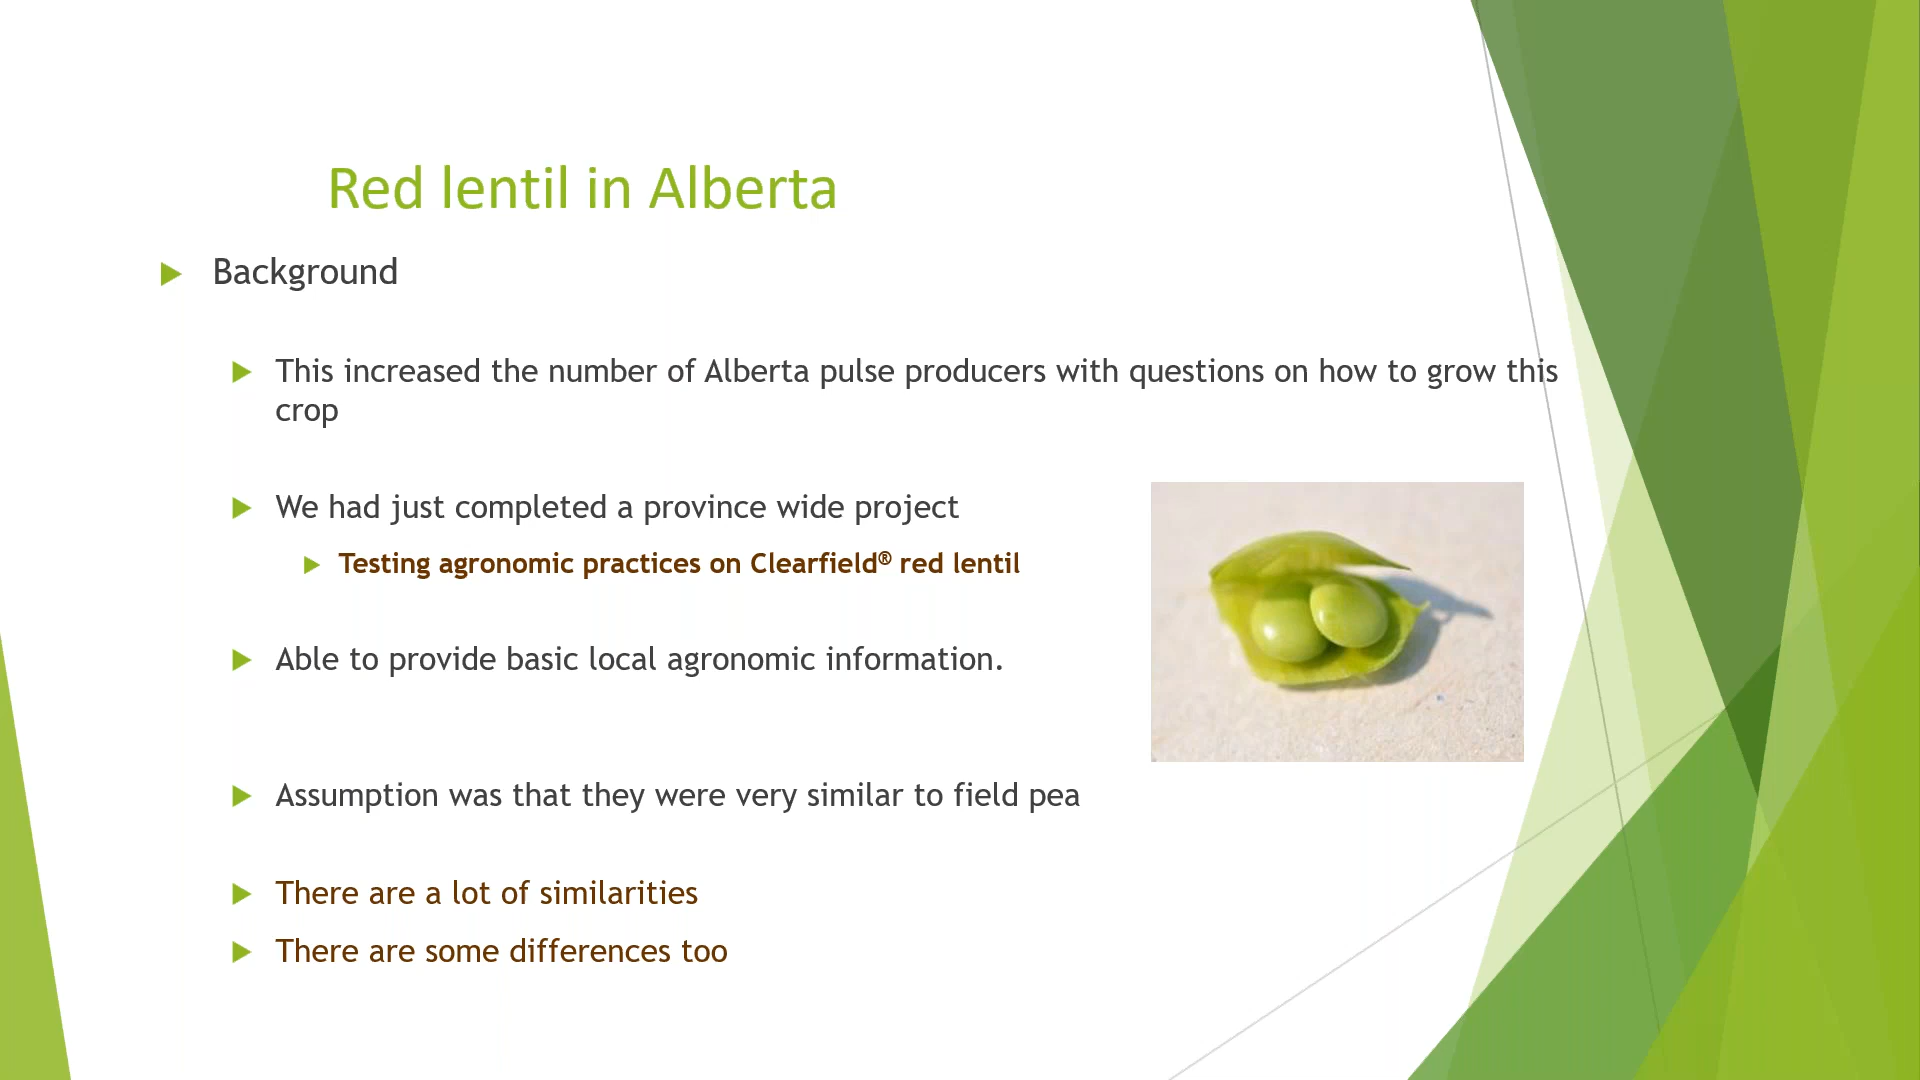 Red lentil in Alberta
Background
This increased the number of Alberta pulse producers with questions on how to grow this
crop
We had just completed a province wide project
Testing agronomic practices on Clearfield® red lentil
Able to provide basic local agronomic information.
Assumption was that they were very similar to field pea
There are a lot of similarities
There are some differences too